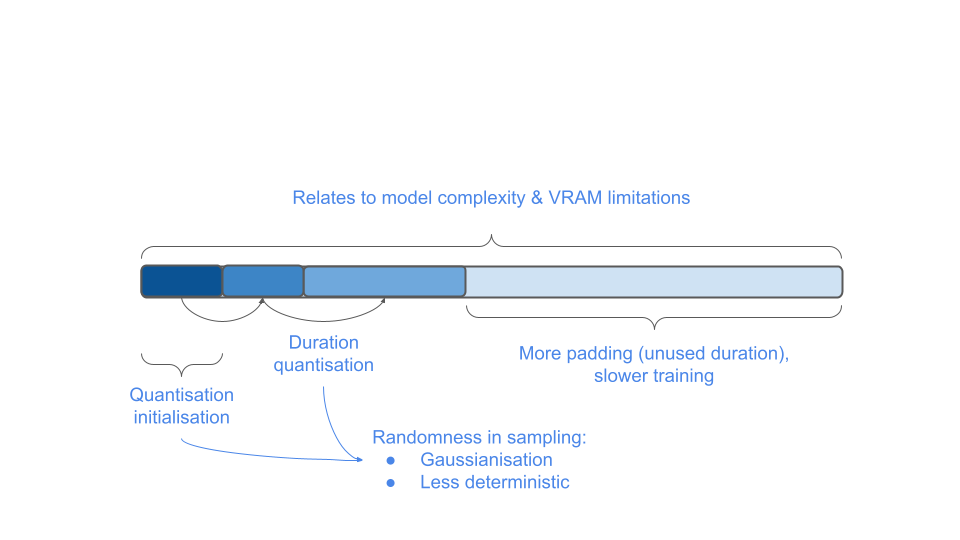 Relates to model complexity & VRAM limitations
Duration
quantisation
More padding (unused duration),
slower training
Quantisation
initialisation
Randomness in sampling:
● Gaussianisation
● Less deterministic